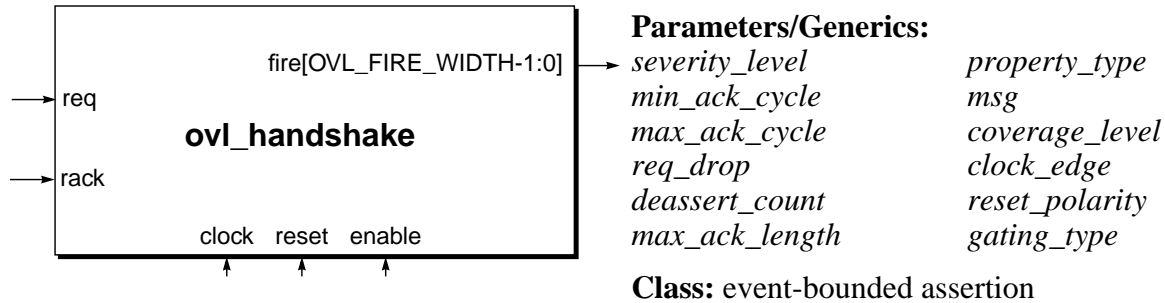 fire[OVL_FIRE_WIDTH-1:0]
req
ovl_handshake
rack
clock reset enable
Parameters/Generics:
severity_level property_type
min_ack_cycle msg
max_ack_cycle coverage_level
req_drop clock_edge
deassert_count reset_polarity
max_ack_length gating_type
Class: event-bounded assertion